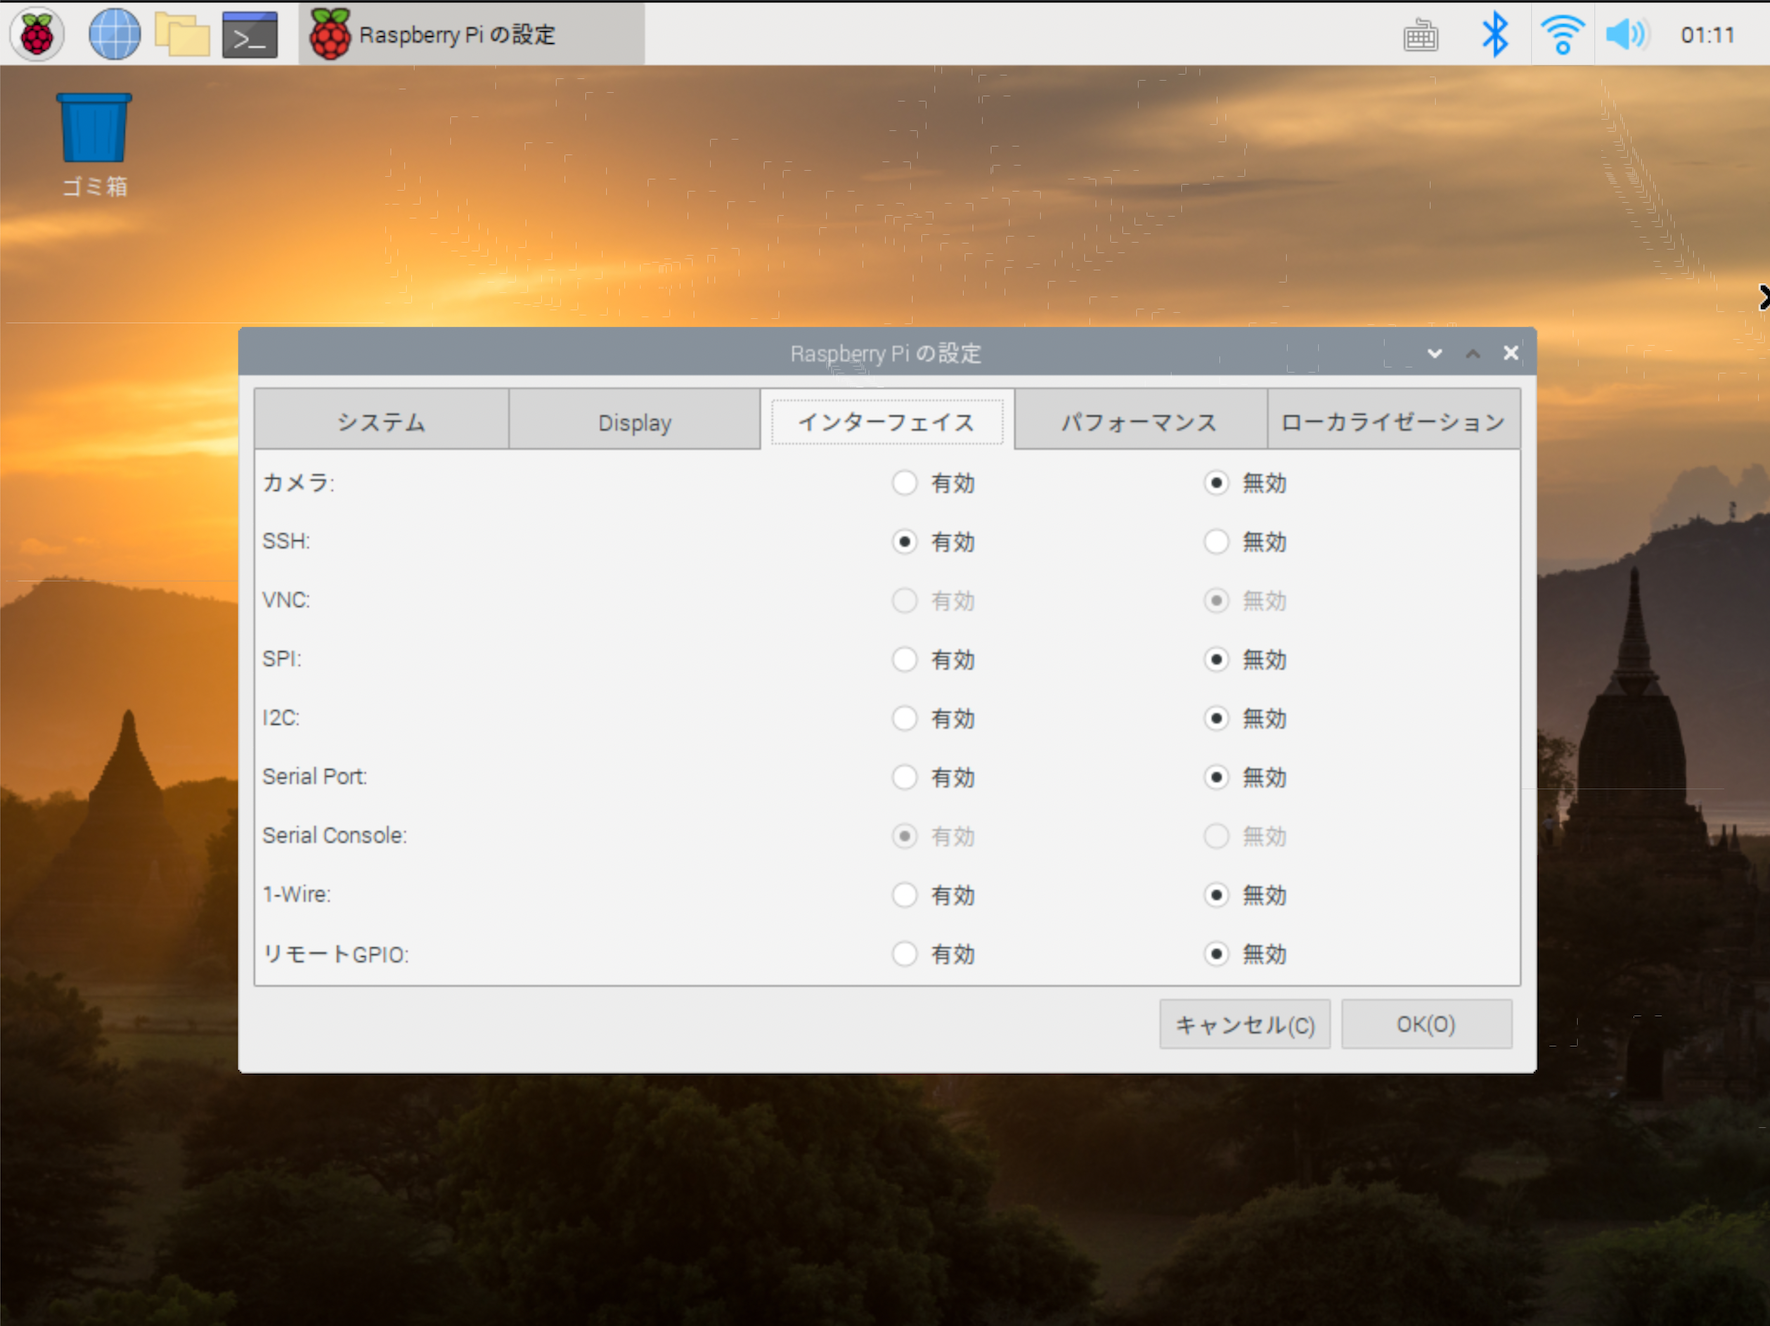 Raspberry Pi の設定
01:11
ゴミ箱
Raspberry Pi の設定
システム Display インターフェイス パフォーマンス ローカライゼーション
カメラ: 有効 無効
SSH: 有効 無効
VNC: 有効 無効
SPI: 有効 無効
I2C: 有効 無効
Serial Port: 有効 無効
Serial Console: 有効 無効
1-Wire: 有効 無効
リモートGPIO: 有効 無効
キャンセル(C) OK(O)